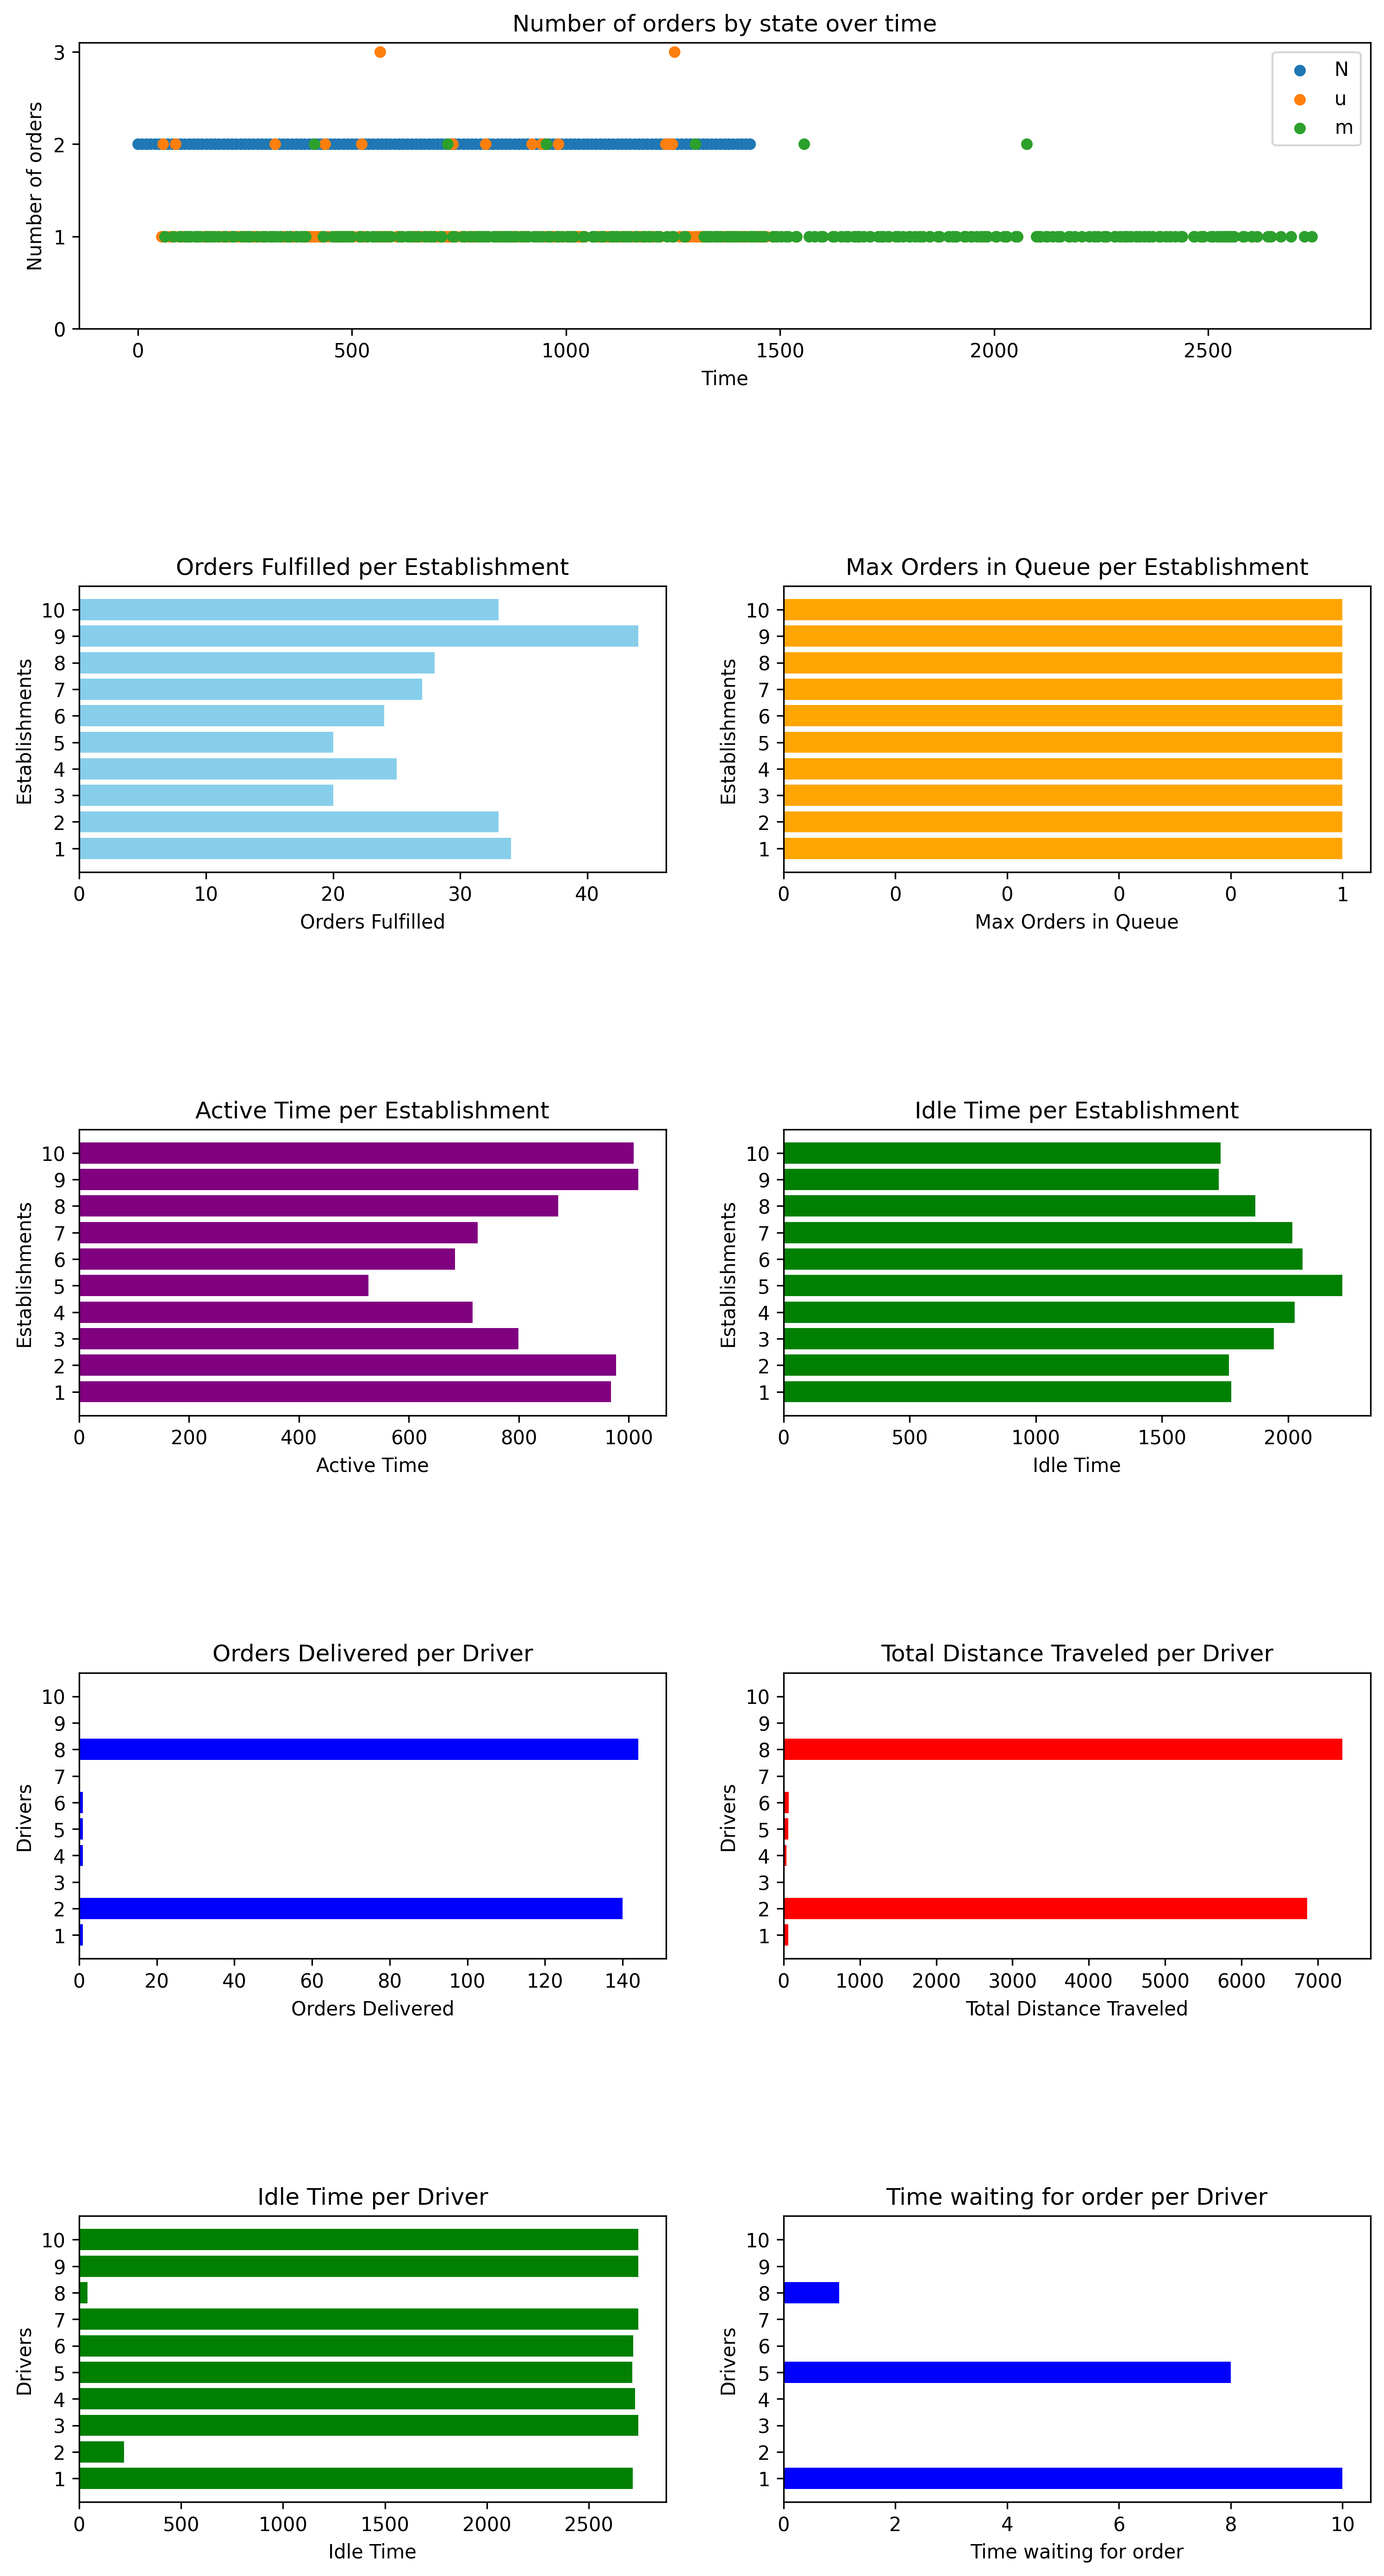 Number of orders by state over time
Number of orders
3
2
1
0
N
u
m
0 500 1000 1500 2000 2500
Time
Orders Fulfilled per Establishment
Establishments
10
9
8
7
6
5
4
3
2
1
0 10 20 30 40
Orders Fulfilled
Max Orders in Queue per Establishment
Establishments
10
9
8
7
6
5
4
3
2
1
0 0 0 0 0 1
Max Orders in Queue
Active Time per Establishment
Establishments
10
9
8
7
6
5
4
3
2
1
0 200 400 600 800 1000
Active Time
Idle Time per Establishment
Establishments
10
9
8
7
6
5
4
3
2
1
0 500 1000 1500 2000
Idle Time
Orders Delivered per Driver
Drivers
10
9
8
7
6
5
4
3
2
1
0 20 40 60 80 100 120 140
Orders Delivered
Total Distance Traveled per Driver
Drivers
10
9
8
7
6
5
4
3
2
1
0 1000 2000 3000 4000 5000 6000 7000
Total Distance Traveled
Idle Time per Driver
Drivers
10
9
8
7
6
5
4
3
2
1
0 500 1000 1500 2000 2500
Idle Time
Time waiting for order per Driver
Drivers
10
9
8
7
6
5
4
3
2
1
0 2 4 6 8 10
Time waiting for order